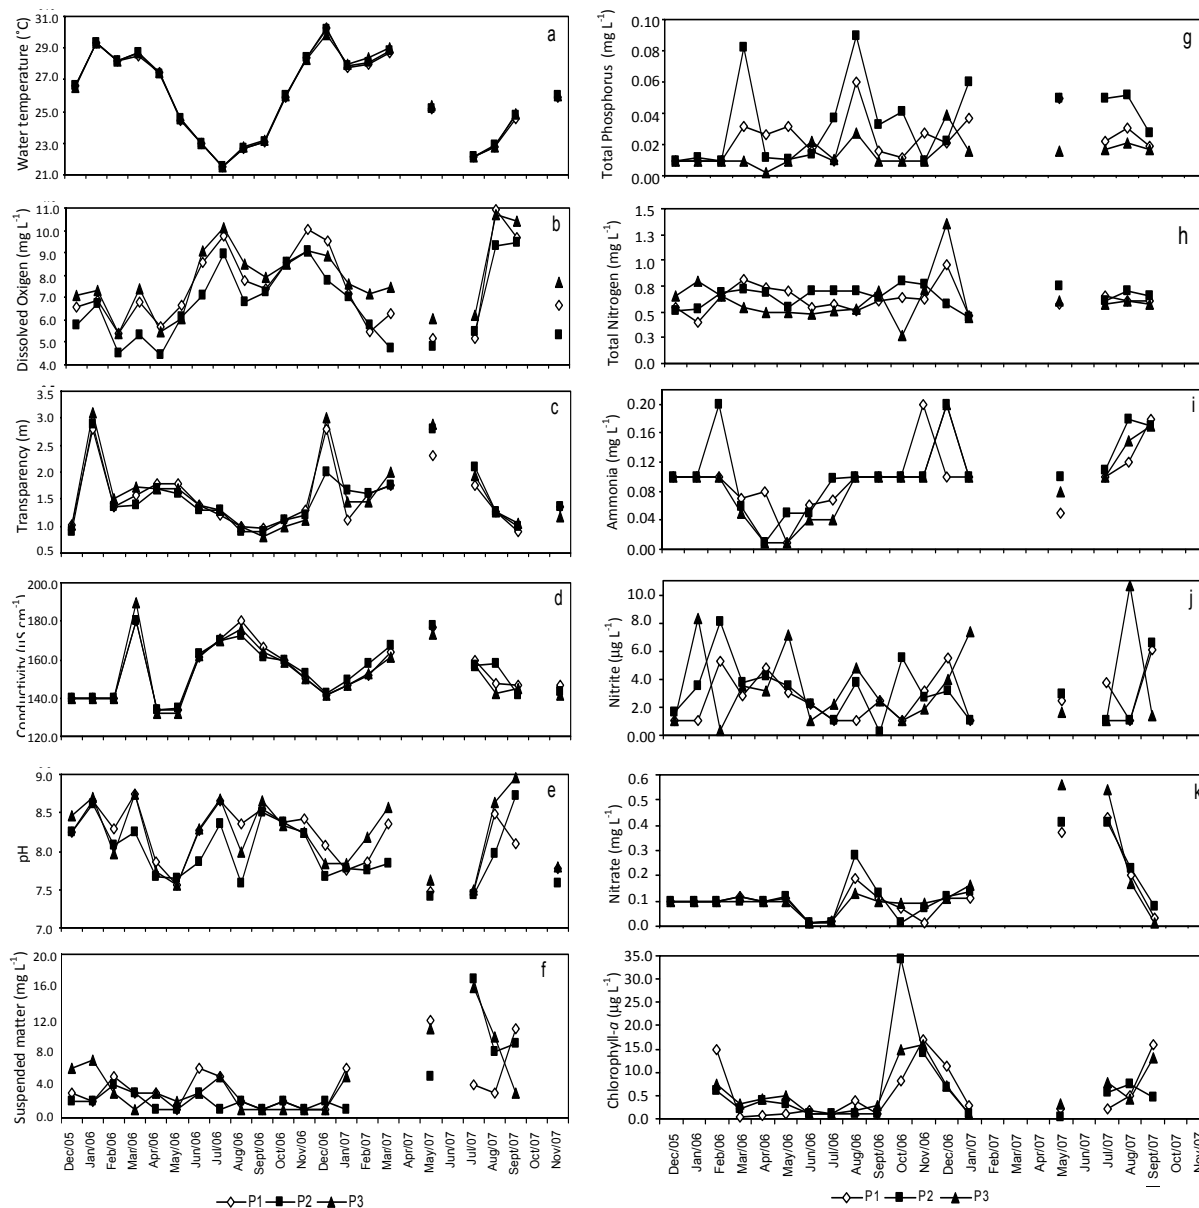 a
Water temperature (°C)
31.0
29.0
27.0
25.0
23.0
21.0
b
Dissolved Oxigen (mg L⁻¹)
11.0
10.0
9.0
8.0
7.0
6.0
5.0
4.0
c
Transparency (m)
3.5
3.0
2.5
2.0
1.5
1.0
0.5
d
Conductivity (µS cm⁻¹)
200.0
180.0
160.0
140.0
120.0
e
pH
9.0
8.5
8.0
7.5
7.0
f
Suspended matter (mg L⁻¹)
20.0
16.0
12.0
8.0
4.0
0.0
Dec/05
Jan/06
Feb/06
Mar/06
Apr/06
May/06
Jun/06
Jul/06
Aug/06
Sept/06
Oct/06
Nov/06
Dec/06
Jan/07
Feb/07
Mar/07
Apr/07
May/07
Jun/07
Jul/07
Aug/07
Sept/07
Oct/07
Nov/07
P1 P2 P3
g
Total Phosphorus (mg L⁻¹)
0.10
0.08
0.06
0.04
0.02
0.00
h
Total Nitrogen (mg L⁻¹)
1.5
1.3
1.0
0.8
0.5
0.3
0.0
i
Ammonia (mg L⁻¹)
0.20
0.16
0.12
0.08
0.04
0.00
j
Nitrite (µg L⁻¹)
10.0
8.0
6.0
4.0
2.0
0.00
k
Nitrate (mg L⁻¹)
0.6
0.5
0.4
0.3
0.2
0.1
0.0
Chlorophyll-a (µg L⁻¹)
35.0
30.0
25.0
20.0
15.0
10.0
5.0
0.0
Dec/05
Jan/06
Feb/06
Mar/06
Apr/06
May/06
Jun/06
Jul/06
Aug/06
Sept/06
Oct/06
Nov/06
Dec/06
Jan/07
Feb/07
Mar/07
Apr/07
May/07
Jun/07
Jul/07
Aug/07
Sept/07
Oct/07
Nov/07
P1 P2 P3